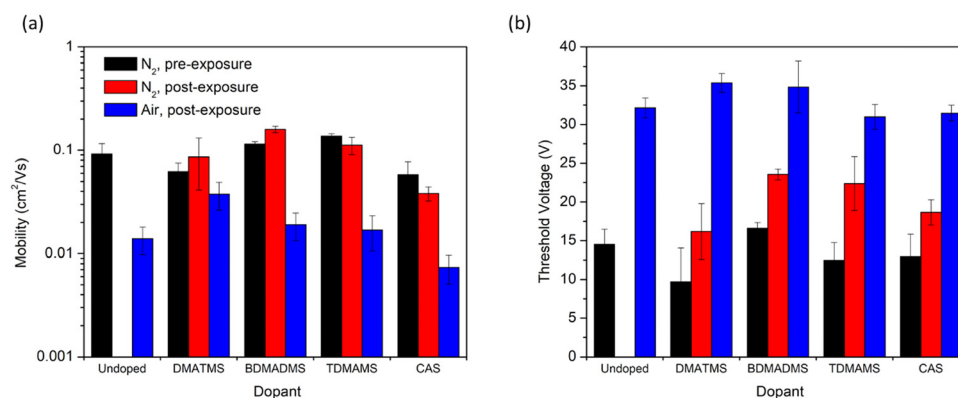 (a)
1
0.1
0.01
0.001
Mobility (cm²/Vs)
N₂, pre-exposure
N₂, post-exposure
Air, post-exposure
Undoped DMATMS BDMADMS TDMAMS CAS
Dopant
(b)
40
35
30
25
20
15
10
5
0
Threshold Voltage (V)
Undoped DMATMS BDMADMS TDMAMS CAS
Dopant